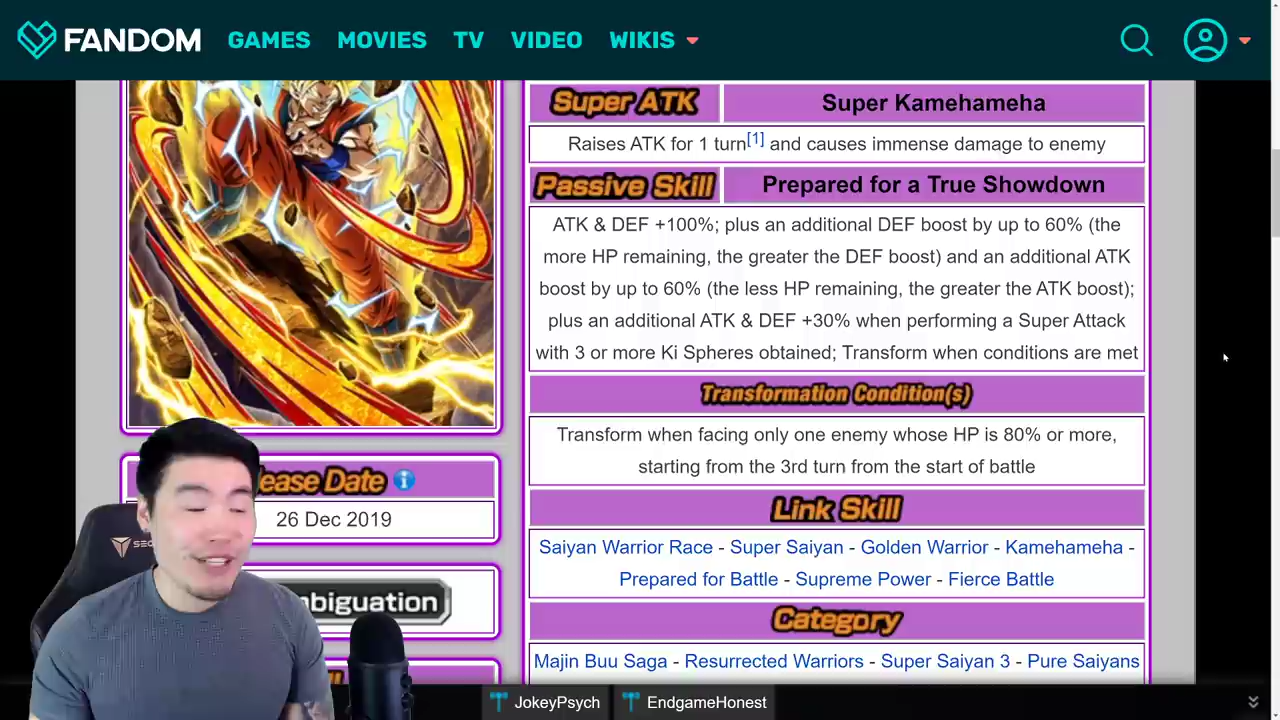 FANDOM GAMES MOVIES TV VIDEO WIKIS
Super ATK Super Kamehameha
Raises ATK for 1 turn[1] and causes immense damage to enemy
Passive Skill Prepared for a True Showdown
ATK & DEF +100%; plus an additional DEF boost by up to 60% (the
more HP remaining, the greater the DEF boost) and an additional ATK
boost by up to 60% (the less HP remaining, the greater the ATK boost);
plus an additional ATK & DEF +30% when performing a Super Attack
with 3 or more Ki Spheres obtained; Transform when conditions are met
Transformation Condition(s)
Transform when facing only one enemy whose HP is 80% or more,
starting from the 3rd turn from the start of battle
Link Skill
Saiyan Warrior Race - Super Saiyan - Golden Warrior - Kamehameha -
Prepared for Battle - Supreme Power - Fierce Battle
Category
Majin Buu Saga - Resurrected Warriors - Super Saiyan 3 - Pure Saiyans
ease Date
26 Dec 2019
biguation
SEC
JokeyPsych EndgameHonest